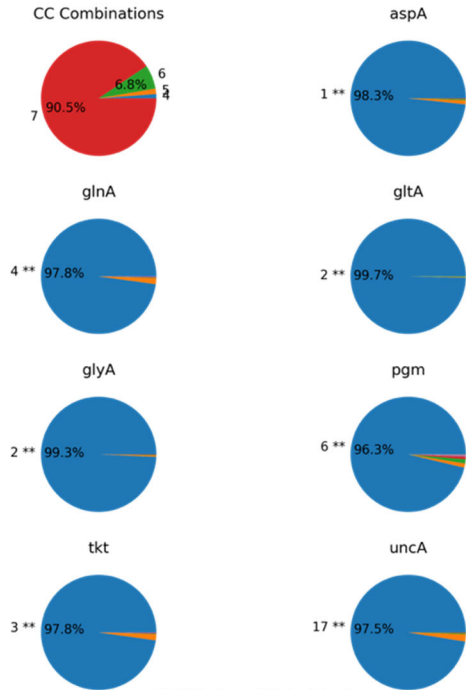 CC Combinations
aspA
6
6.8%
5
4
7 90.5%
1 ** 98.3%
glnA
gltA
4 ** 97.8%
2 ** 99.7%
glyA
pgm
2 ** 99.3%
6 ** 96.3%
tkt
uncA
3 ** 97.8%
17 ** 97.5%